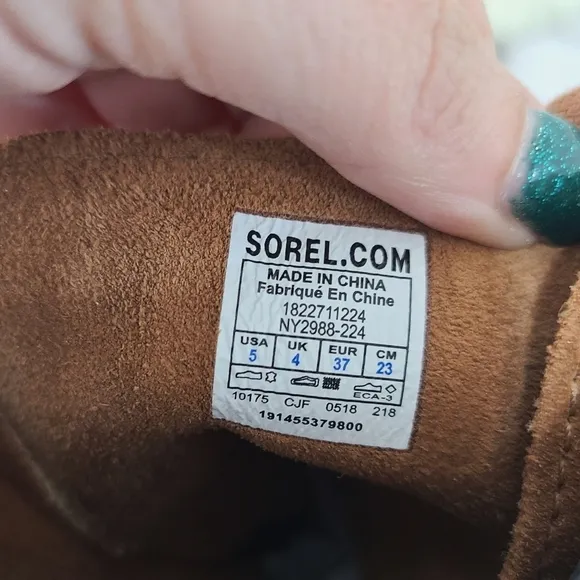 SOREL.COM
MADE IN CHINA
Fabriqué En Chine
1822711224
NY2988-224
USA UK EUR CM
5 4 37 23
ECA-3
10175 CJF 0518 218
191455379800